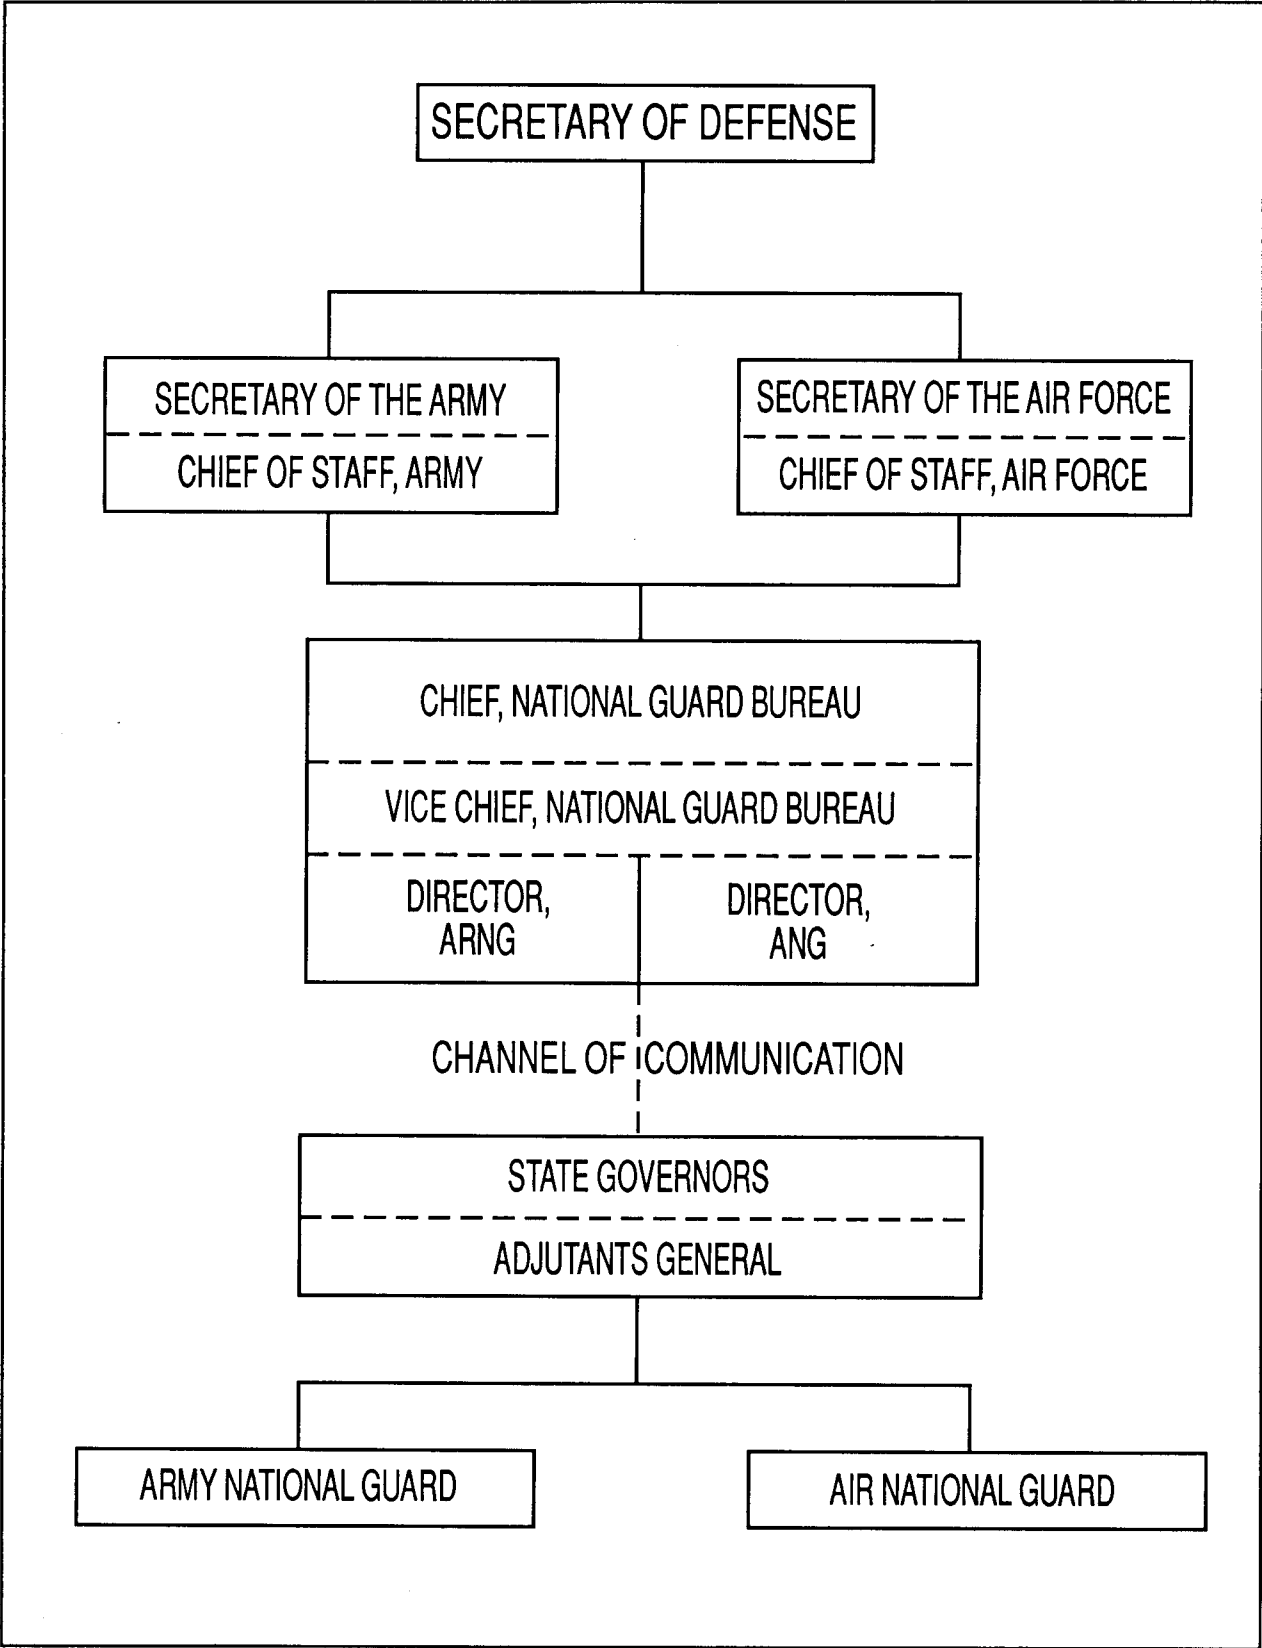 SECRETARY OF DEFENSE
SECRETARY OF THE ARMY
CHIEF OF STAFF, ARMY
SECRETARY OF THE AIR FORCE
CHIEF OF STAFF, AIR FORCE
CHIEF, NATIONAL GUARD BUREAU
VICE CHIEF, NATIONAL GUARD BUREAU
DIRECTOR,
ARNG
DIRECTOR,
ANG
CHANNEL OF COMMUNICATION
STATE GOVERNORS
ADJUTANTS GENERAL
ARMY NATIONAL GUARD
AIR NATIONAL GUARD